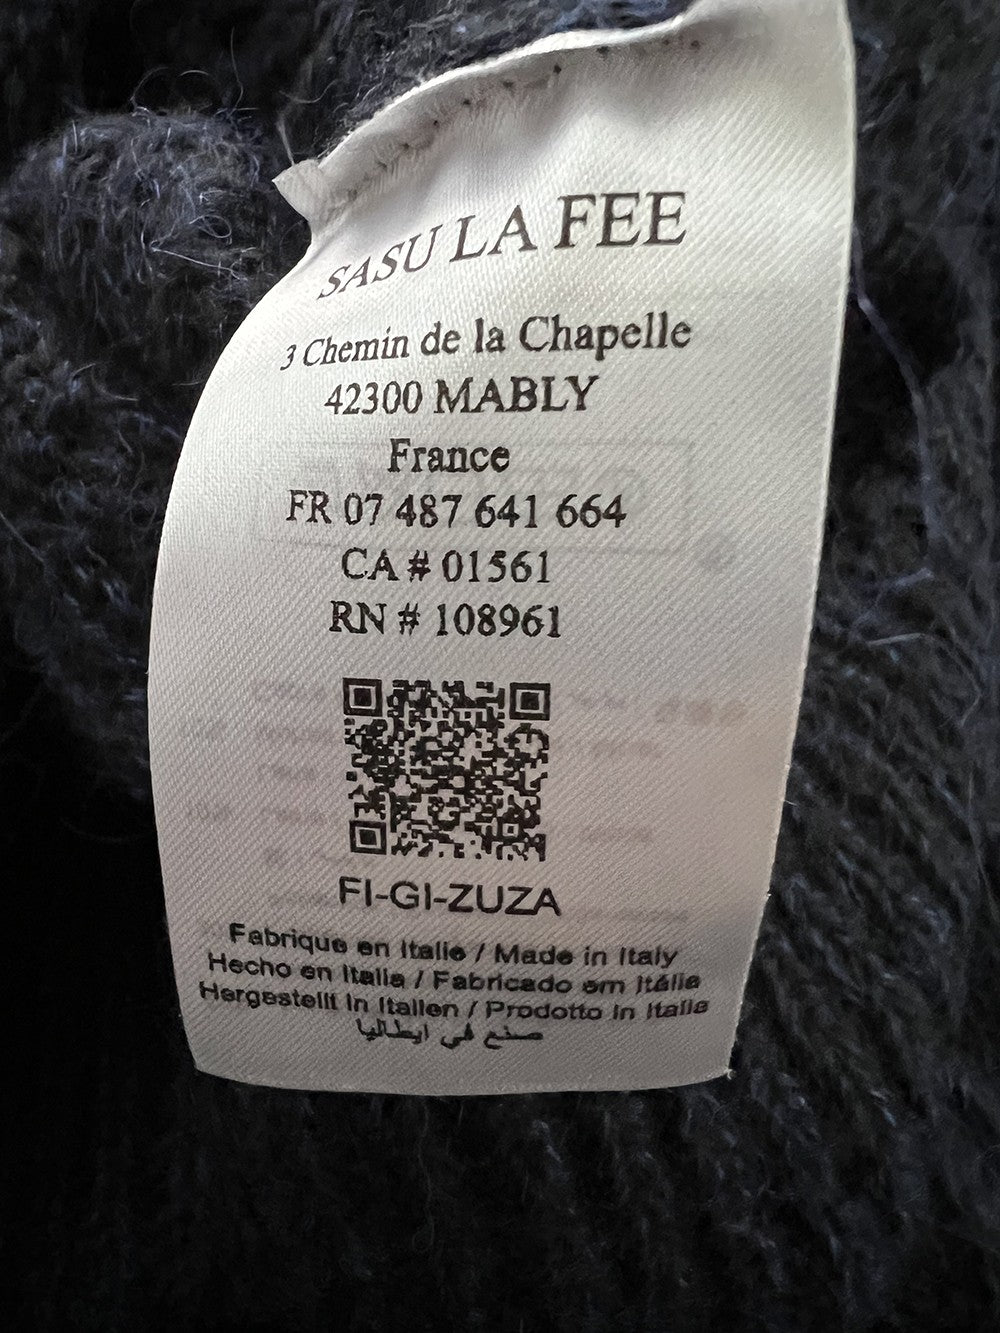 SASU LA FEE
3 Chemin de la Chapelle
42300 MABLY
France
FR 07 487 641 664
CA # 01561
RN # 108961
FI-GI-ZUZA
Fabrique en Italie / Made in Italy
Hecho en Italia / Fabricado em Itália
Hergestellt in Italien / Prodotto in Italia
صنع في ايطاليا